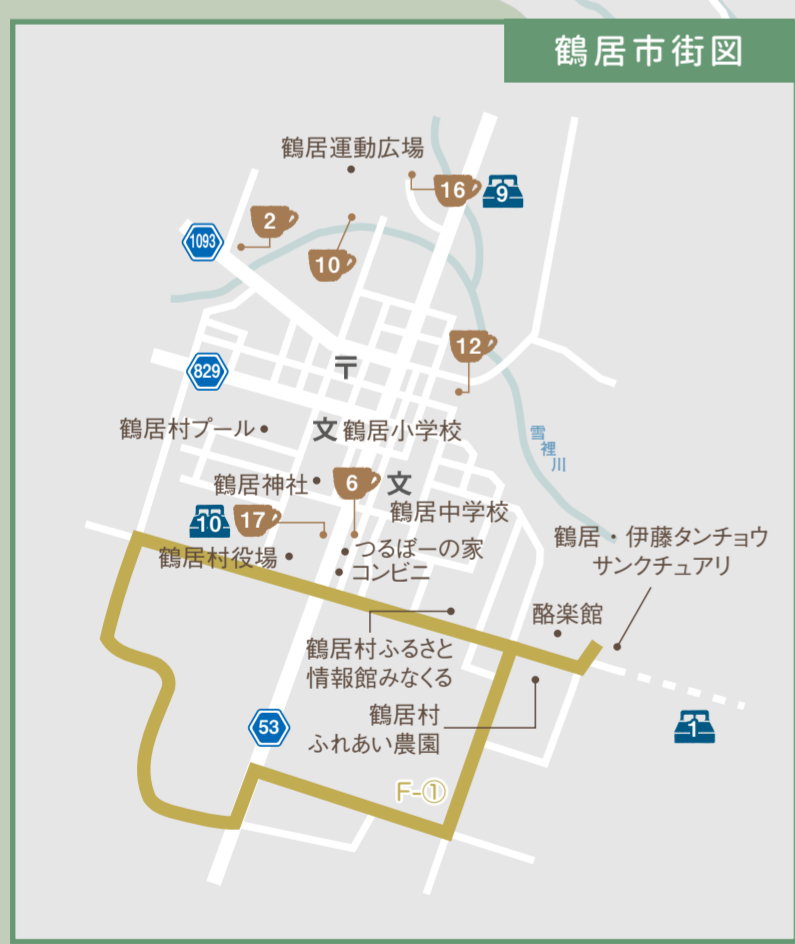 鶴居市街図
鶴居運動広場
16
9
2
1093
10
12
829
〒
鶴居村プール
文 鶴居小学校
雪裡川
鶴居神社
6
文
鶴居中学校
10
17
つるぼーの家
鶴居村役場
コンビニ
鶴居・伊藤タンチョウ
サンクチュアリ
酪楽館
鶴居村ふるさと
情報館みなくる
鶴居村
ふれあい農園
53
1
F-①